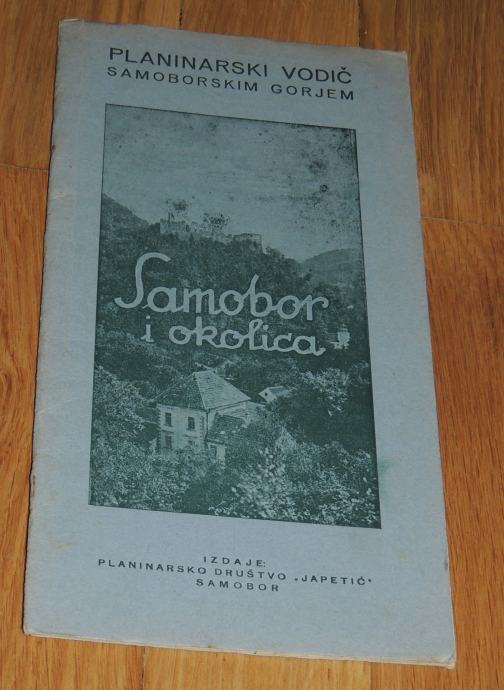 PLANINARSKI VODIČ
SAMOBORSKIM GORJEM
Samobor
i okolica
IZDAJE:
PLANINARSKO DRUŠTVO „JAPETIĆ“
SAMOBOR